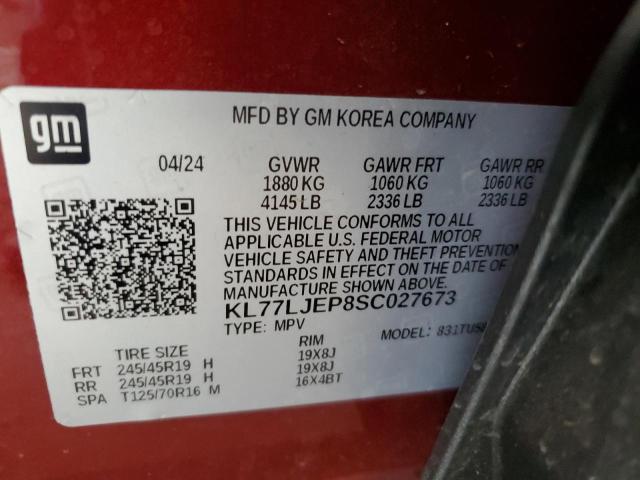 gm
MFD BY GM KOREA COMPANY
04/24 GVWR GAWR FRT GAWR RR
1880 KG 1060 KG 1060 KG
4145 LB 2336 LB 2336 LB
THIS VEHICLE CONFORMS TO ALL
APPLICABLE U.S. FEDERAL MOTOR
VEHICLE SAFETY AND THEFT PREVENTION
STANDARDS IN EFFECT ON THE DATE OF
MANUFACTURE SHOWN ABOVE.
KL77LJEP8SC027673
TYPE: MPV MODEL:
TIRE SIZE RIM
FRT 245/45R19 H 19X8J
RR 245/45R19 H 19X8J
SPA T125/70R16 M 16X4BT